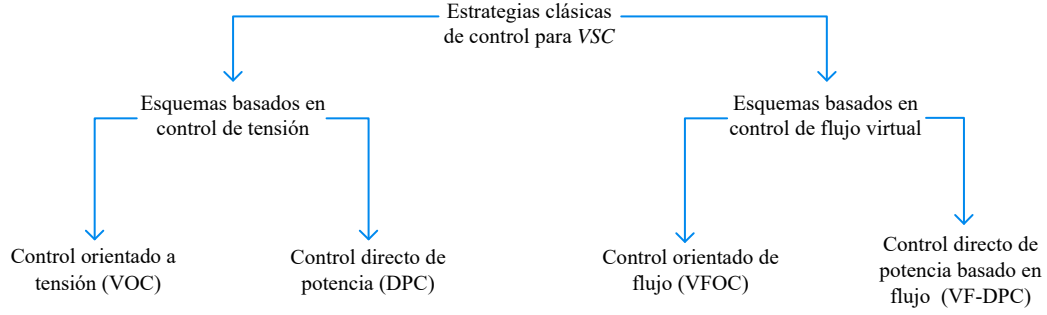 Estrategias clásicas
de control para VSC
Esquemas basados en
control de tensión
Esquemas basados en
control de flujo virtual
Control orientado a
tensión (VOC)
Control directo de
potencia (DPC)
Control orientado de
flujo (VFOC)
Control directo de
potencia basado en
flujo  (VF-DPC)